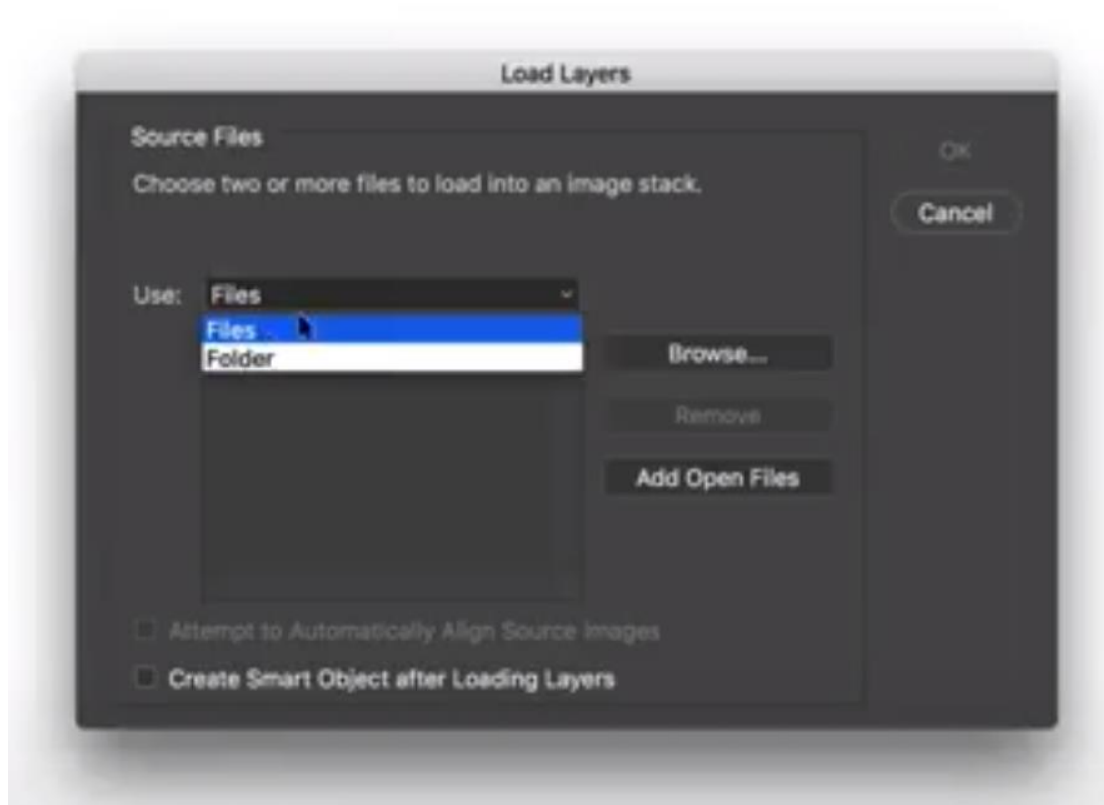 Load Layers
Source Files
OK
Choose two or more files to load into an image stack.
Cancel
Use: Files
Files
Folder
Browse...
Remove
Add Open Files
Attempt to Automatically Align Source Images
Create Smart Object after Loading Layers